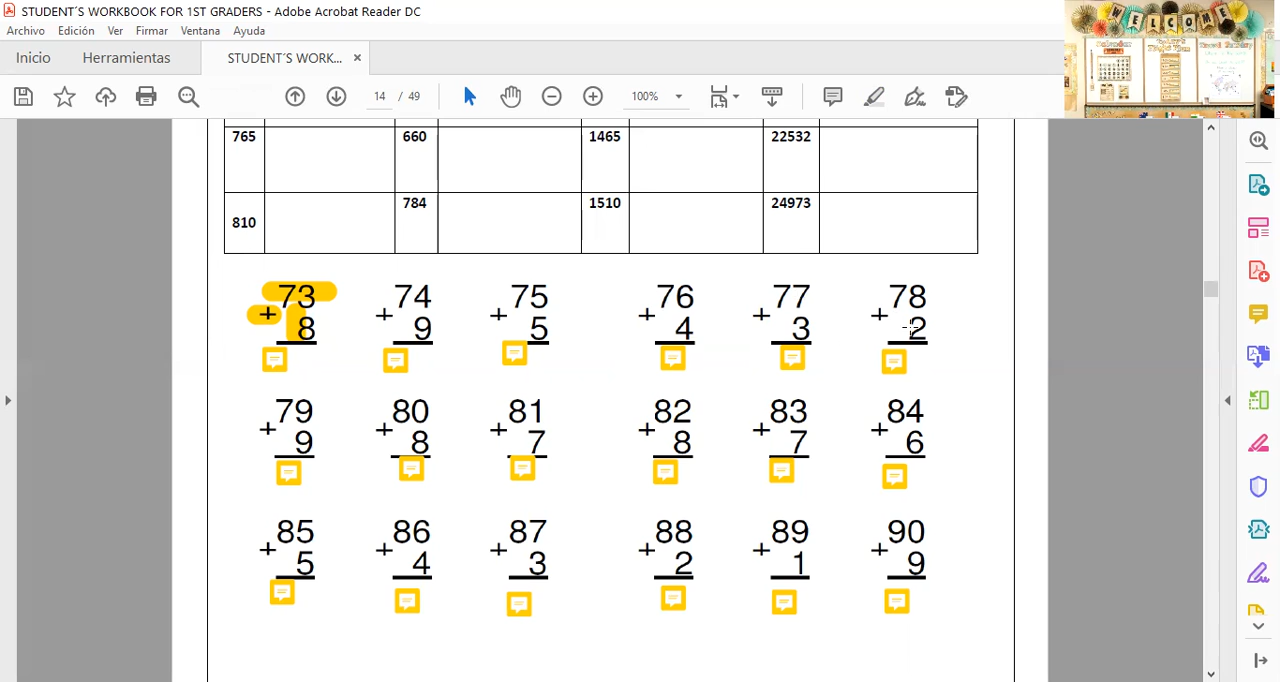 STUDENT´S WORKBOOK FOR 1ST GRADERS - Adobe Acrobat Reader DC
Archivo Edición Ver Firmar Ventana Ayuda
Inicio Herramientas STUDENT´S WORK... ×
14 / 49 100%
WELCOME
Calendar
765 660 1465 22532
810 784 1510 24973
73 74 75 76 77 78
+ 8 + 9 + 5 + 4 + 3 + 2
79 80 81 82 83 84
+ 9 + 8 + 7 + 8 + 7 + 6
85 86 87 88 89 90
+ 5 + 4 + 3 + 2 + 1 + 9